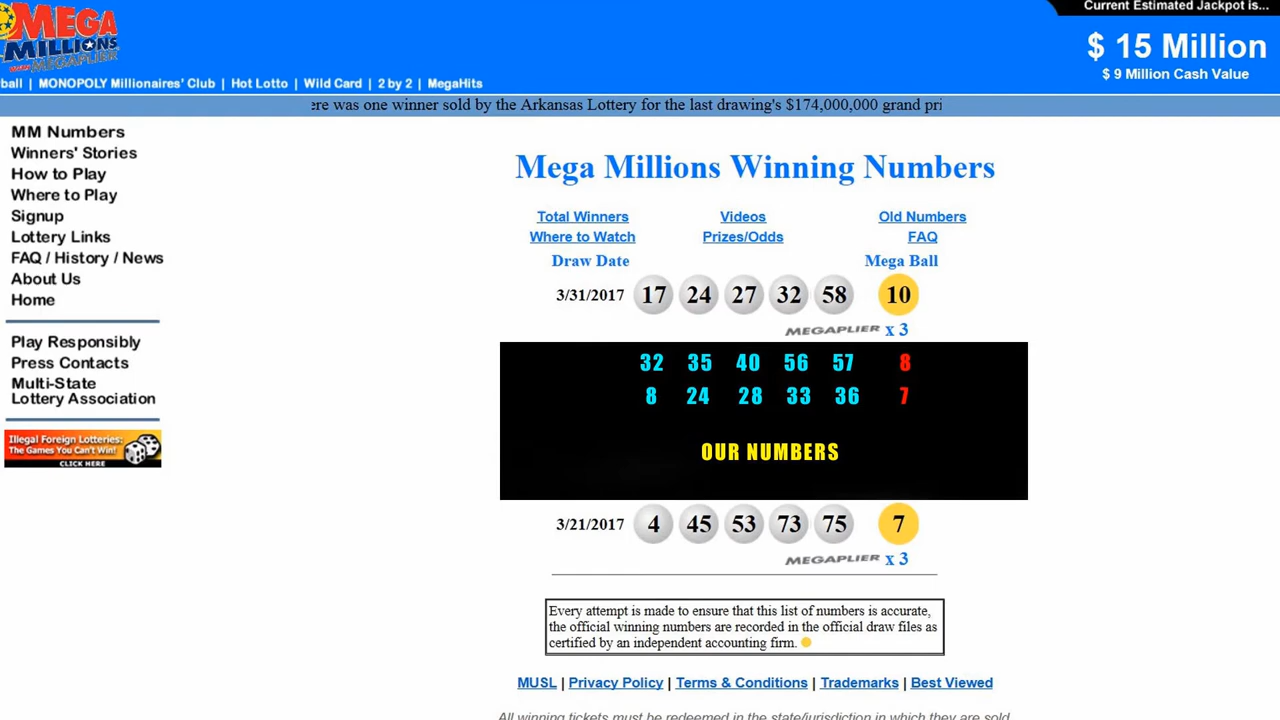 Current Estimated Jackpot is...
MEGA
MILLIONS
WITH MEGAPLIER
$ 15 Million
$ 9 Million Cash Value
ball | MONOPOLY Millionaires' Club | Hot Lotto | Wild Card | 2 by 2 | MegaHits
ere was one winner sold by the Arkansas Lottery for the last drawing's $174,000,000 grand pri
MM Numbers
Winners' Stories
How to Play
Where to Play
Signup
Lottery Links
FAQ / History / News
About Us
Home
Play Responsibly
Press Contacts
Multi-State
Lottery Association
Illegal Foreign Lotteries:
The Games You Can't Win!
CLICK HERE
Mega Millions Winning Numbers
Total Winners Videos Old Numbers
Where to Watch Prizes/Odds FAQ
Draw Date Mega Ball
3/31/2017 17 24 27 32 58 10
MEGAPLIER x 3
32 35 40 56 57 8
8 24 28 33 36 7
OUR NUMBERS
3/21/2017 4 45 53 73 75 7
MEGAPLIER x 3
Every attempt is made to ensure that this list of numbers is accurate,
the official winning numbers are recorded in the official draw files as
certified by an independent accounting firm.
MUSL | Privacy Policy | Terms & Conditions | Trademarks | Best Viewed
All winning tickets must be redeemed in the state/jurisdiction in which they are sold